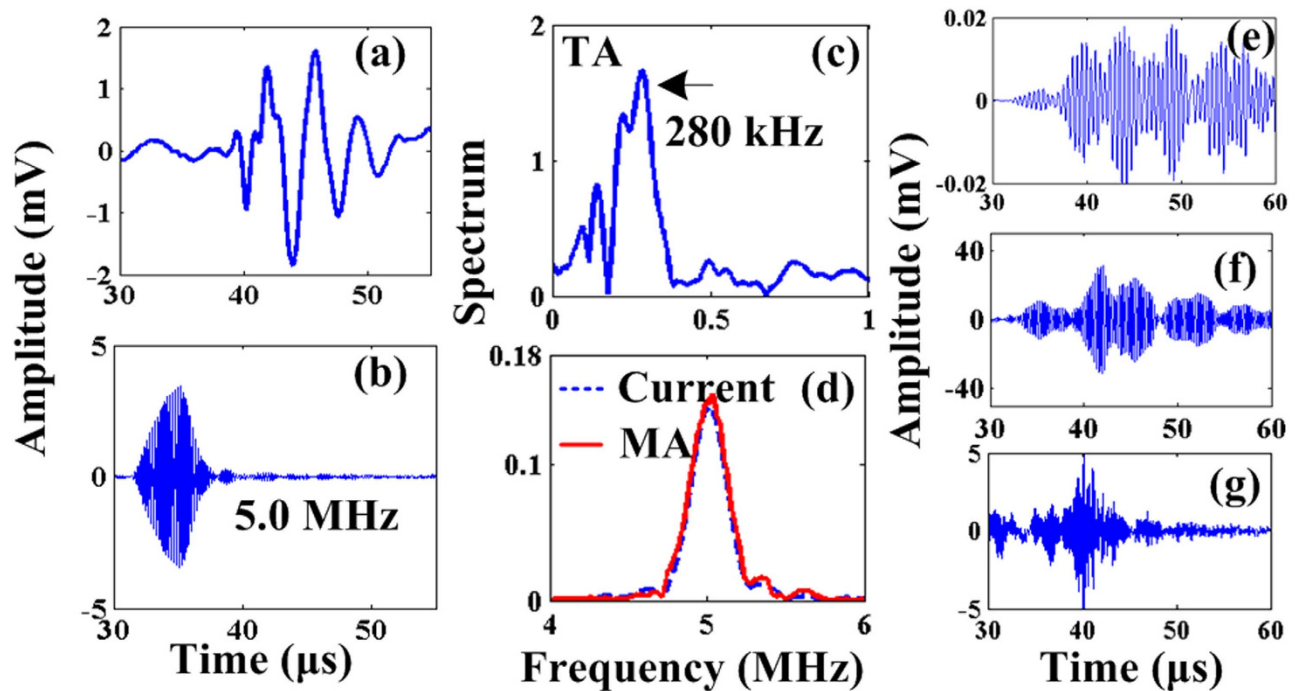 Amplitude (mV)
(a)
2
1
0
-1
-2
30
40
50
(b)
5
0
-5
5.0 MHz
30
40
50
Time (μs)
Spectrum
TA
(c)
280 kHz
2
1
0
0
0.5
1
0.18
0.1
0
Current
(d)
MA
4
5
6
Frequency (MHz)
Amplitude (mV)
(e)
0.02
0
-0.02
30
40
50
60
(f)
40
0
-40
30
40
50
60
(g)
5
0
-5
30
40
50
60
Time (μs)